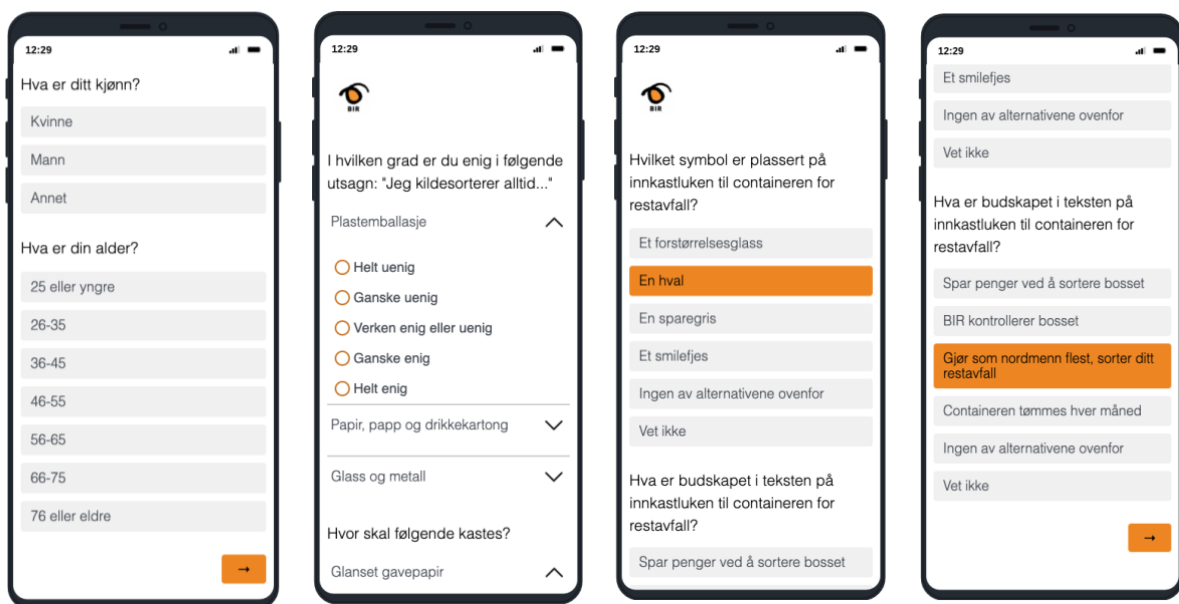 12:29
Hva er ditt kjønn?
Kvinne
Mann
Annet
Hva er din alder?
25 eller yngre
26-35
36-45
46-55
56-65
66-75
76 eller eldre
→
12:29
BIR
I hvilken grad er du enig i følgende
utsagn: "Jeg kildesorterer alltid..."
Plastemballasje
Helt uenig
Ganske uenig
Verken enig eller uenig
Ganske enig
Helt enig
Papir, papp og drikkekartong
Glass og metall
Hvor skal følgende kastes?
Glanset gavepapir
12:29
BIR
Hvilket symbol er plassert på
innkastluken til containeren for
restavfall?
Et forstørrelsesglass
En hval
En sparegris
Et smilefjes
Ingen av alternativene ovenfor
Vet ikke
Hva er budskapet i teksten på
innkastluken til containeren for
restavfall?
Spar penger ved å sortere bosset
12:29
Et smilefjes
Ingen av alternativene ovenfor
Vet ikke
Hva er budskapet i teksten på
innkastluken til containeren for
restavfall?
Spar penger ved å sortere bosset
BIR kontrollerer bosset
Gjør som nordmenn flest, sorter ditt
restavfall
Containeren tømmes hver måned
Ingen av alternativene ovenfor
Vet ikke
→